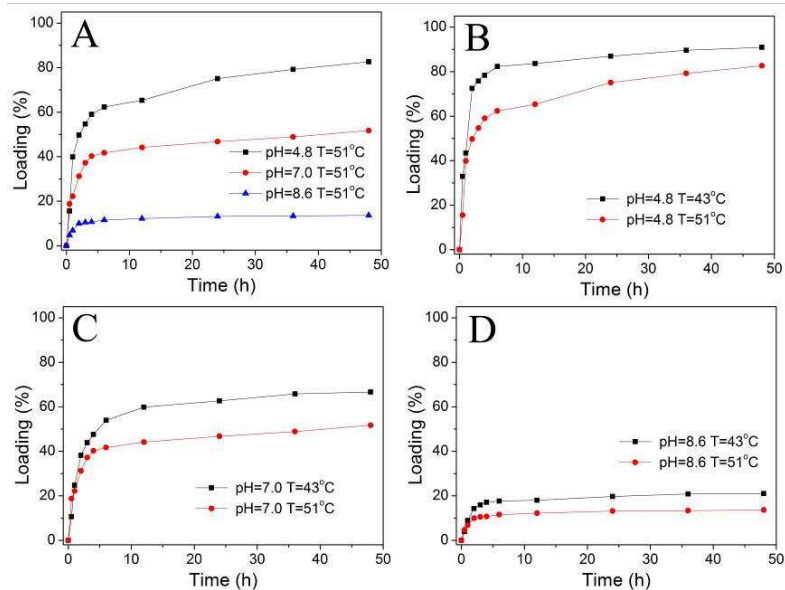 A
Loading (%)
100
80
60
40
20
0
pH=4.8 T=51°C
pH=7.0 T=51°C
pH=8.6 T=51°C
0 10 20 30 40 50
Time (h)
B
Loading (%)
100
80
60
40
20
0
pH=4.8 T=43°C
pH=4.8 T=51°C
0 10 20 30 40 50
Time (h)
C
Loading (%)
100
80
60
40
20
0
pH=7.0 T=43°C
pH=7.0 T=51°C
0 10 20 30 40 50
Time (h)
D
Loading (%)
100
80
60
40
20
0
pH=8.6 T=43°C
pH=8.6 T=51°C
0 10 20 30 40 50
Time (h)